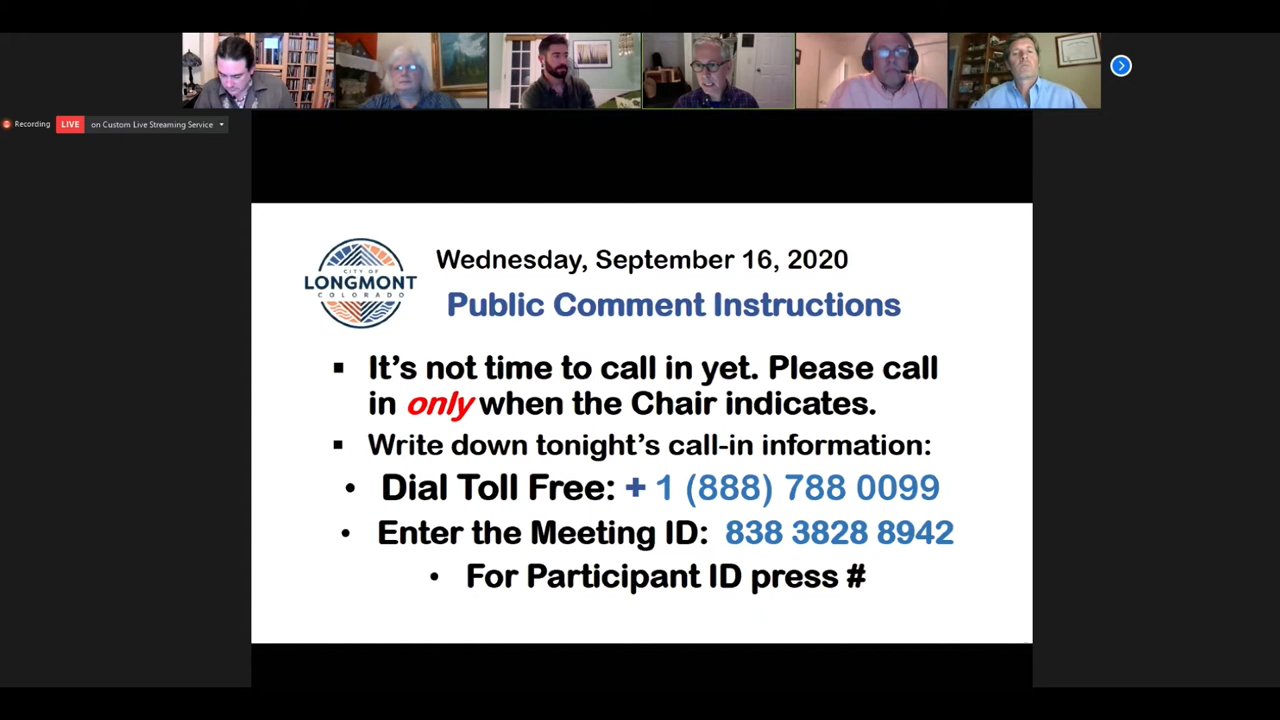 Recording
LIVE
on Custom Live Streaming Service
CITY OF
LONGMONT
COLORADO
Wednesday, September 16, 2020
Public Comment Instructions
▪ It's not time to call in yet. Please call
in only when the Chair indicates.
▪ Write down tonight's call-in information:
• Dial Toll Free: + 1 (888) 788 0099
• Enter the Meeting ID: 838 3828 8942
• For Participant ID press #